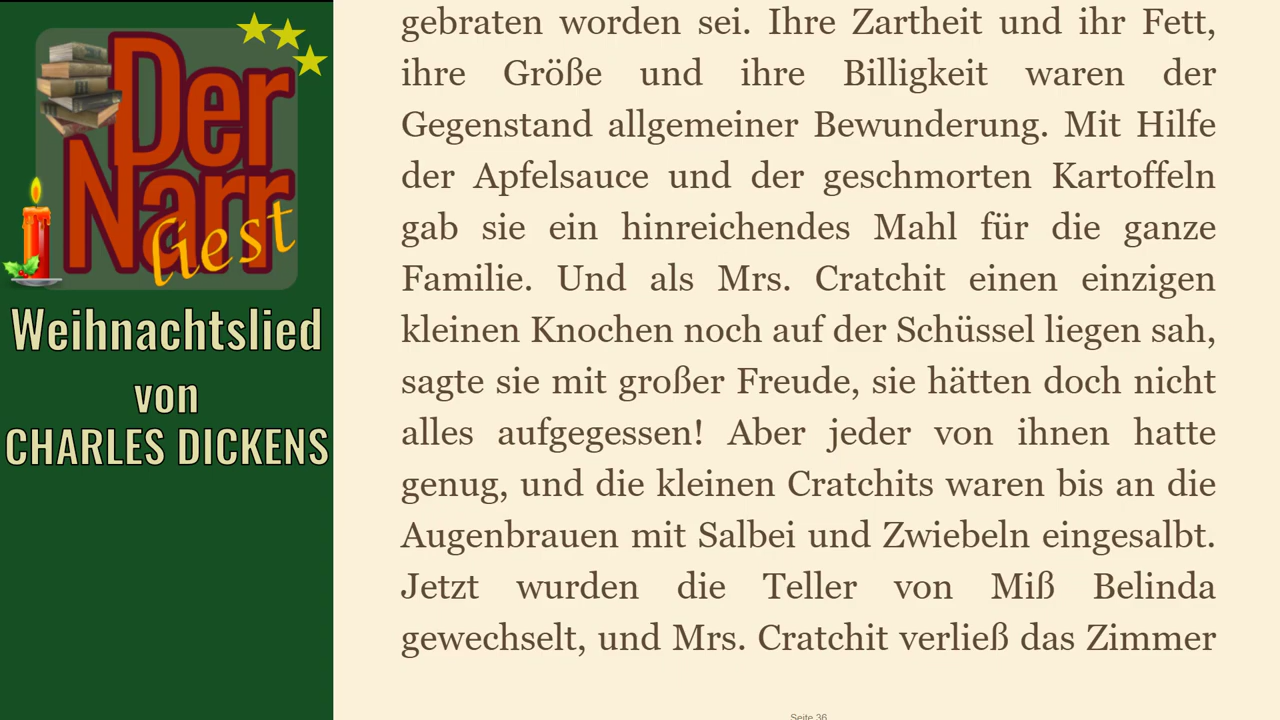 Der
Narr
liest
Weihnachtslied
von
CHARLES DICKENS
gebraten worden sei. Ihre Zartheit und ihr Fett,
ihre Größe und ihre Billigkeit waren der
Gegenstand allgemeiner Bewunderung. Mit Hilfe
der Apfelsauce und der geschmorten Kartoffeln
gab sie ein hinreichendes Mahl für die ganze
Familie. Und als Mrs. Cratchit einen einzigen
kleinen Knochen noch auf der Schüssel liegen sah,
sagte sie mit großer Freude, sie hätten doch nicht
alles aufgegessen! Aber jeder von ihnen hatte
genug, und die kleinen Cratchits waren bis an die
Augenbrauen mit Salbei und Zwiebeln eingesalbt.
Jetzt wurden die Teller von Miß Belinda
gewechselt, und Mrs. Cratchit verließ das Zimmer
Seite 36